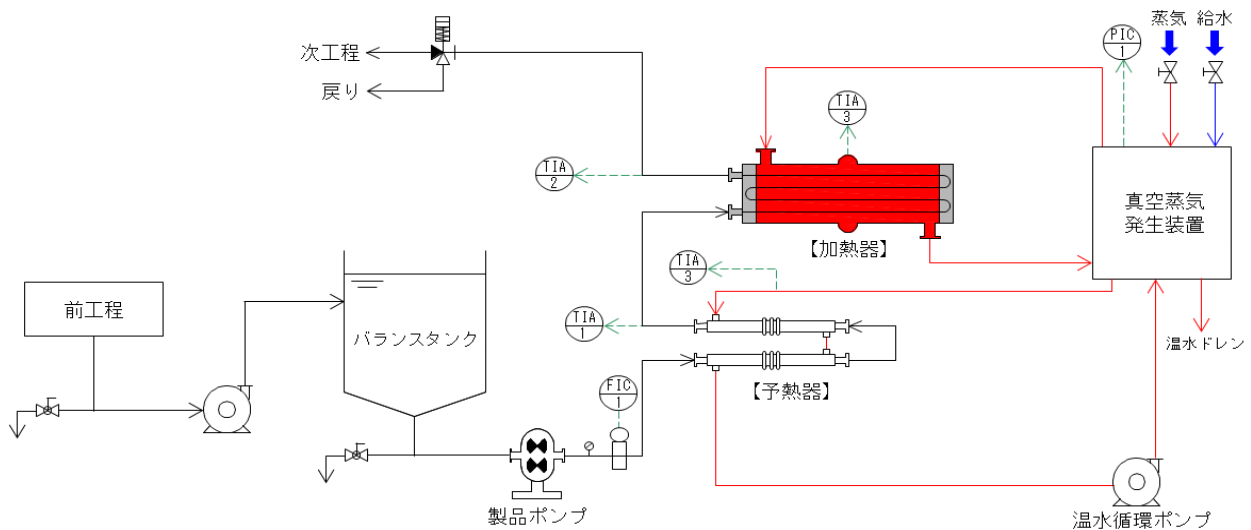 蒸気 給水
PIC
1
次工程
戻り
TIA
3
TIA
2
真空蒸気
発生装置
【加熱器】
TIA
3
前工程
バランスタンク
TIA
1
温水ドレン
【予熱器】
FIC
1
製品ポンプ
温水循環ポンプ